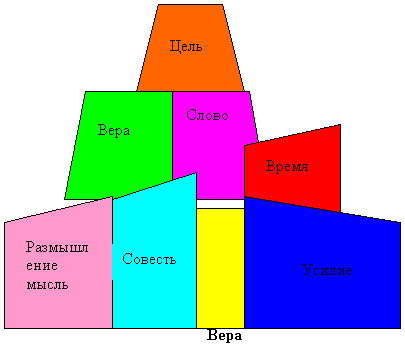 Цель
Слово
Вера
Время
Размышл
ение
мысль
Совесть
Усилие
Вера